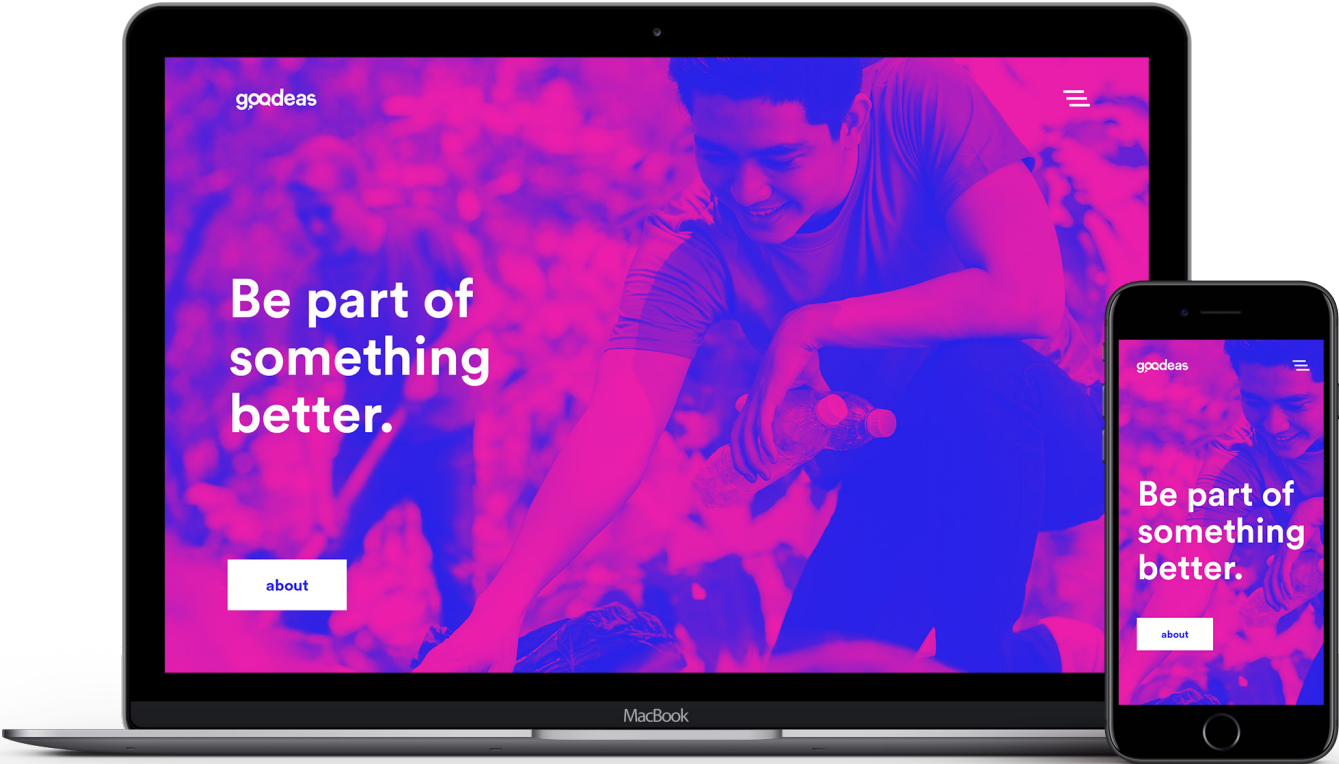 goodeas
Be part of
something
better.
about
MacBook
goodeas
Be part of
something
better.
about